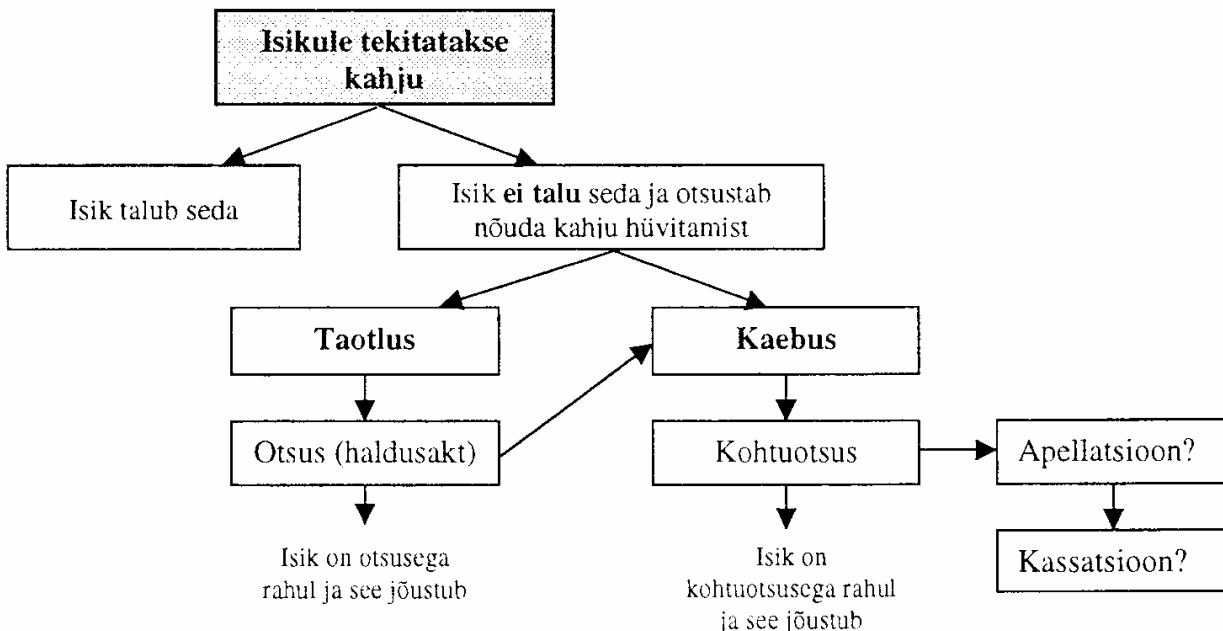 Isikule tekitatakse
kahju
Isik talub seda
Isik ei talu seda ja otsustab
nõuda kahju hüvitamist
Taotlus
Kaebus
Otsus (haldusakt)
Kohtuotsus
Apellatsioon?
Isik on otsusega
rahul ja see jõustub
Isik on
kohtuotsusega rahul
ja see jõustub
Kassatsioon?